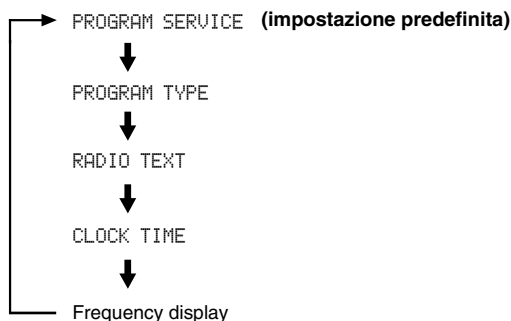 PROGRAM SERVICE (impostazione predefinita)
PROGRAM TYPE
RADIO TEXT
CLOCK TIME
Frequency display